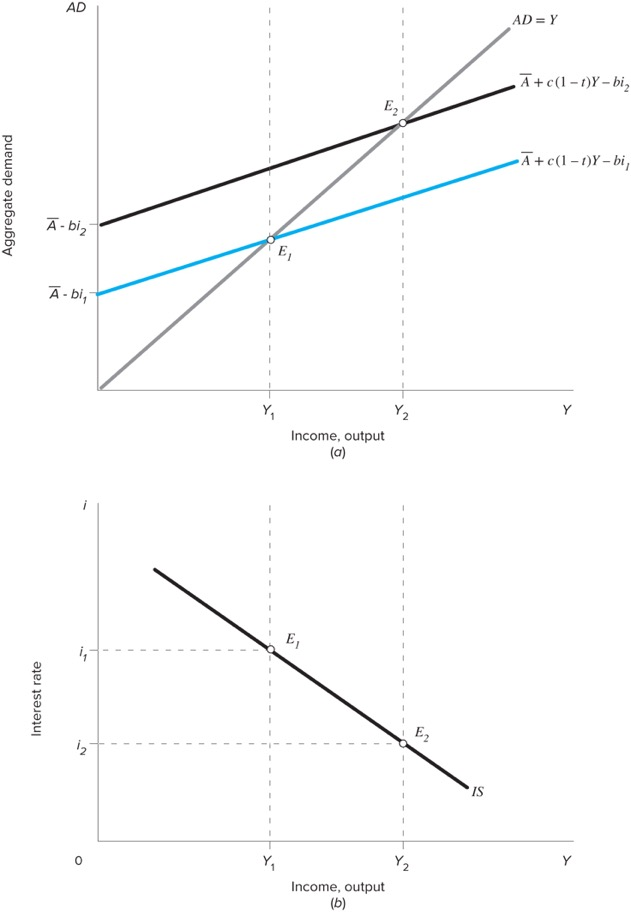 AD
AD = Y
A̅ + c (1 – t)Y – bi₂
E₂
A̅ + c (1 – t)Y – bi₁
Aggregate demand
A̅ - bi₂
E₁
A̅ - bi₁
Y₁ Y₂ Y
Income, output
(a)
i
E₁
i₁
Interest rate
E₂
i₂
IS
0 Y₁ Y₂ Y
Income, output
(b)